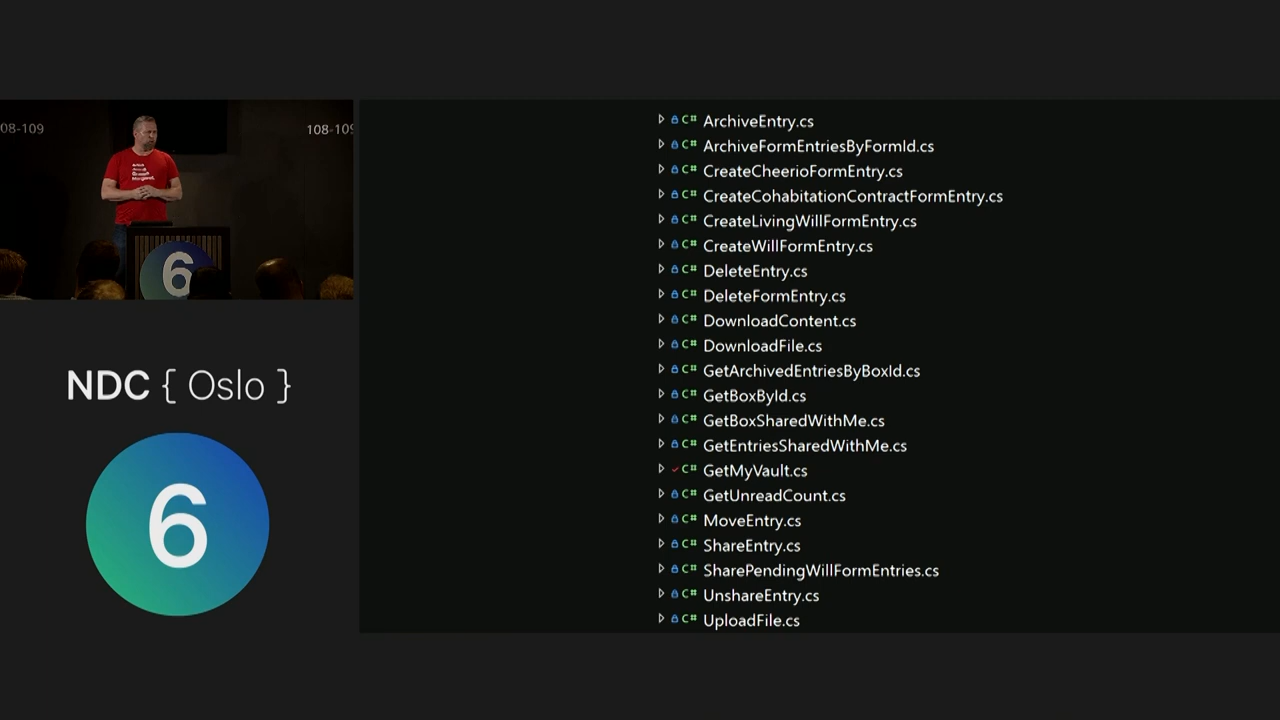 08-109
108-109
6
NDC { Oslo }
6
ArchiveEntry.cs
ArchiveFormEntriesByFormId.cs
CreateCheerioFormEntry.cs
CreateCohabitationContractFormEntry.cs
CreateLivingWillFormEntry.cs
CreateWillFormEntry.cs
DeleteEntry.cs
DeleteFormEntry.cs
DownloadContent.cs
DownloadFile.cs
GetArchivedEntriesByBoxId.cs
GetBoxById.cs
GetBoxSharedWithMe.cs
GetEntriesSharedWithMe.cs
GetMyVault.cs
GetUnreadCount.cs
MoveEntry.cs
ShareEntry.cs
SharePendingWillFormEntries.cs
UnshareEntry.cs
UploadFile.cs